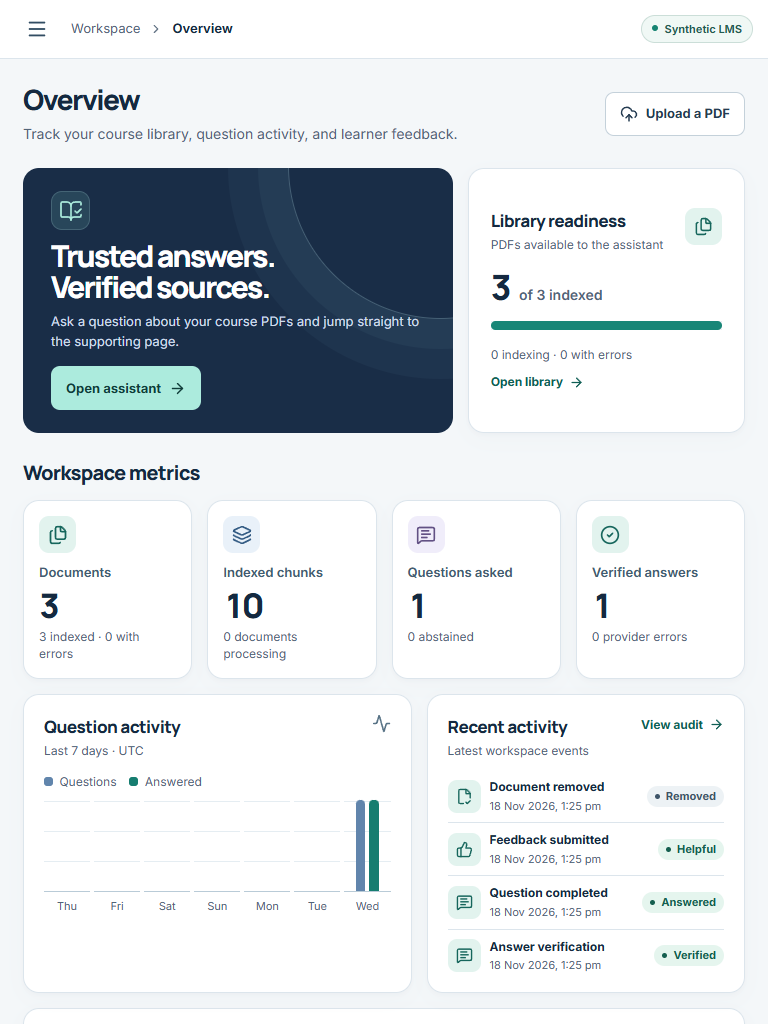 Workspace > Overview
Synthetic LMS
Overview
Track your course library, question activity, and learner feedback.
Upload a PDF
Trusted answers.
Verified sources.
Ask a question about your course PDFs and jump straight to
the supporting page.
Open assistant →
Library readiness
PDFs available to the assistant
3 of 3 indexed
0 indexing · 0 with errors
Open library →
Workspace metrics
Documents
3
3 indexed · 0 with
errors
Indexed chunks
10
0 documents
processing
Questions asked
1
0 abstained
Verified answers
1
0 provider errors
Question activity
Last 7 days · UTC
Questions Answered
Thu Fri Sat Sun Mon Tue Wed
Recent activity
View audit →
Latest workspace events
Document removed
18 Nov 2026, 1:25 pm
Removed
Feedback submitted
18 Nov 2026, 1:25 pm
Helpful
Question completed
18 Nov 2026, 1:25 pm
Answered
Answer verification
18 Nov 2026, 1:25 pm
Verified